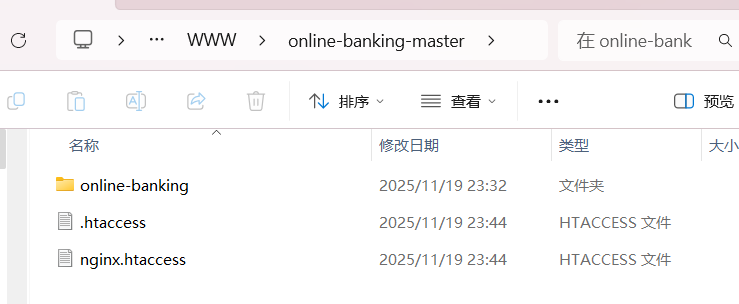 ··· WWW online-banking-master 在 online-bank
排序 查看 ··· 预览
名称 修改日期 类型 大小
online-banking 2025/11/19 23:32 文件夹
.htaccess 2025/11/19 23:44 HTACCESS 文件
nginx.htaccess 2025/11/19 23:44 HTACCESS 文件